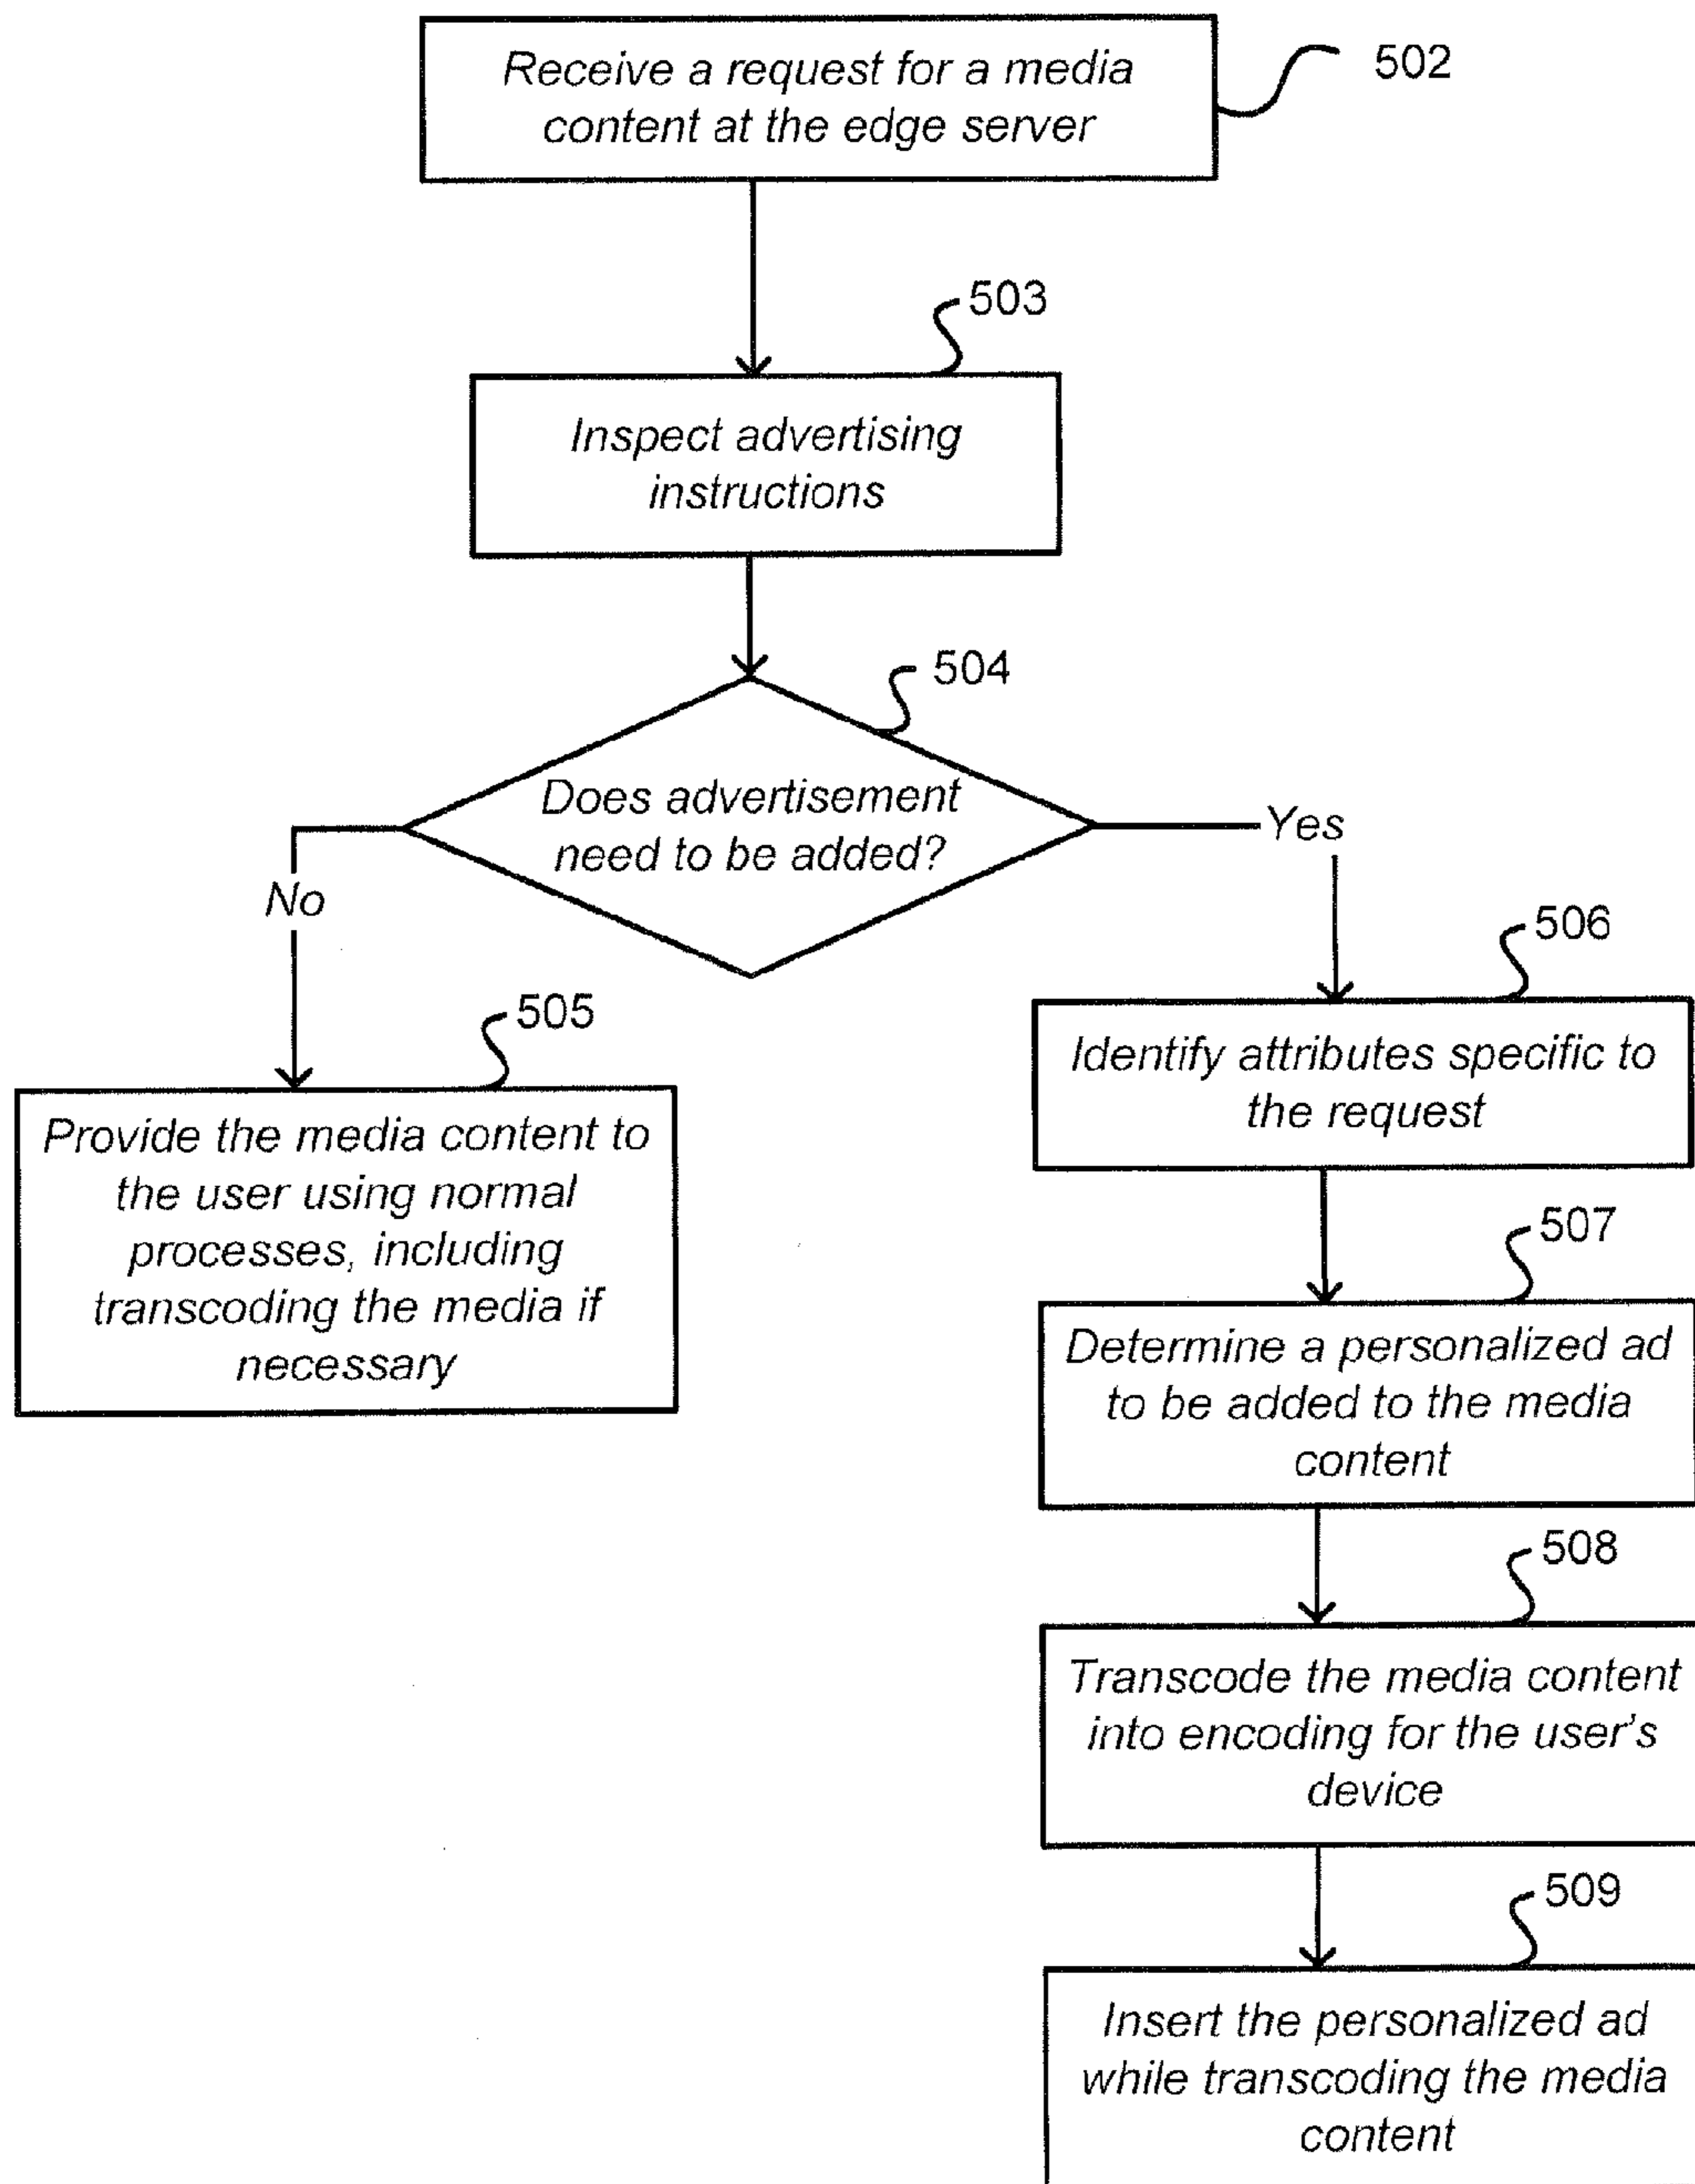 Receive a request for a media
content at the edge server
502
503
Inspect advertising
instructions
504
Does advertisement
need to be added?
Yes
No
505
Provide the media content to
the user using normal
processes, including
transcoding the media if
necessary
506
Identify attributes specific to
the request
507
Determine a personalized ad
to be added to the media
content
508
Transcode the media content
into encoding for the user's
device
509
Insert the personalized ad
while transcoding the media
content